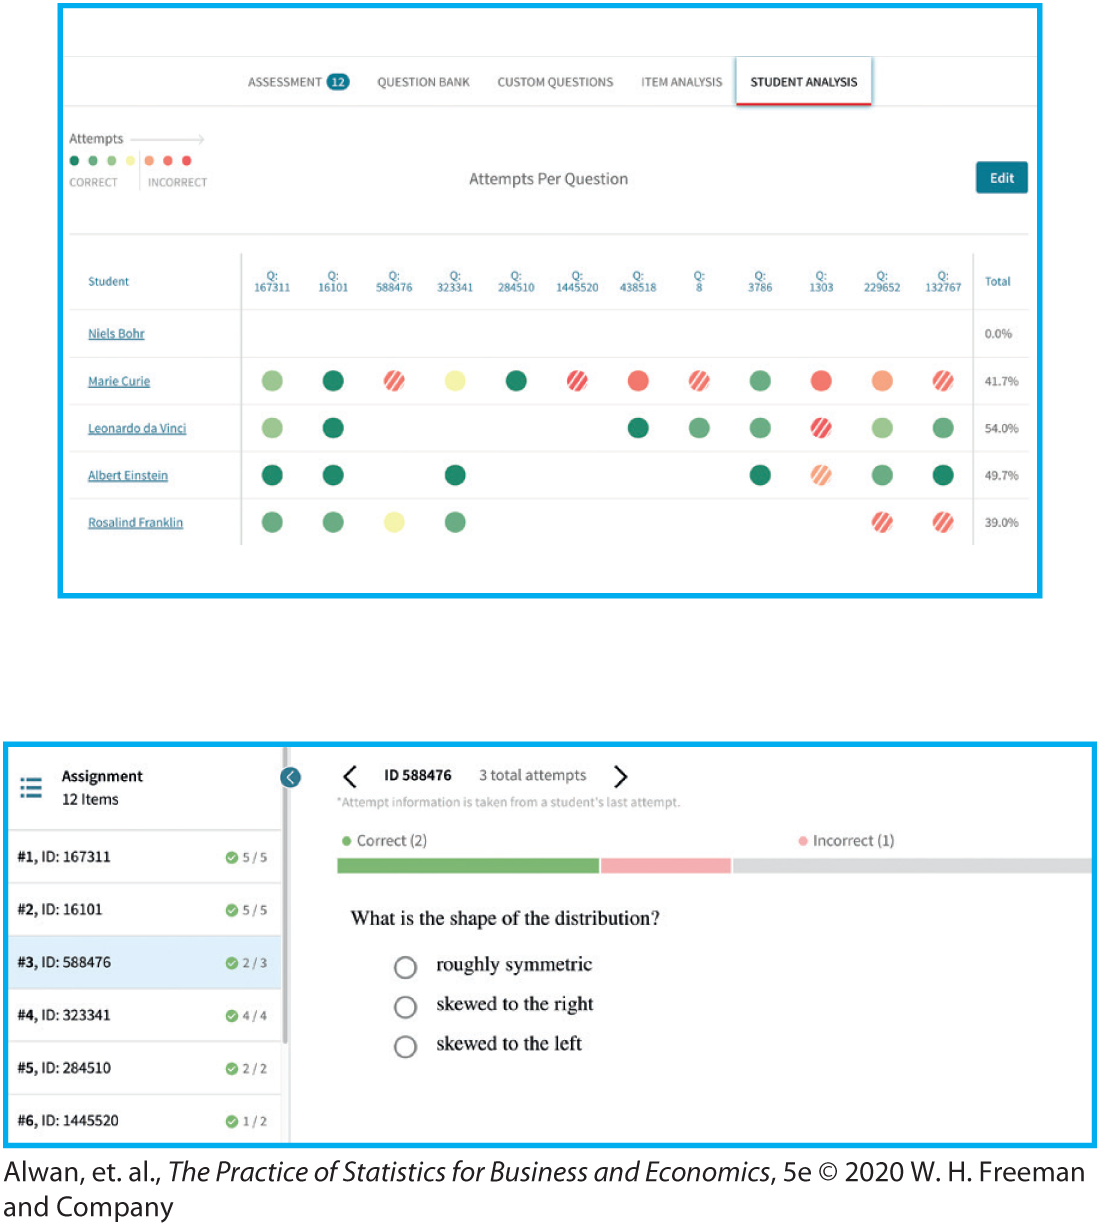 ASSESSMENT 12 QUESTION BANK CUSTOM QUESTIONS ITEM ANALYSIS STUDENT ANALYSIS
Attempts
CORRECT INCORRECT
Attempts Per Question
Edit
Student Q: 167311 Q: 16101 Q: 588476 Q: 323341 Q: 284510 Q: 1445520 Q: 438518 Q: 8 Q: 3786 Q: 1303 Q: 229652 Q: 132767 Total
Niels Bohr 0.0%
Marie Curie 41.7%
Leonardo da Vinci 54.0%
Albert Einstein 49.7%
Rosalind Franklin 39.0%
Assignment
12 Items
#1, ID: 167311 5 / 5
#2, ID: 16101 5 / 5
#3, ID: 588476 2 / 3
#4, ID: 323341 4 / 4
#5, ID: 284510 2 / 2
#6, ID: 1445520 1 / 2
ID 588476 3 total attempts
*Attempt information is taken from a student's last attempt.
Correct (2) Incorrect (1)
What is the shape of the distribution?
roughly symmetric
skewed to the right
skewed to the left
Alwan, et. al., The Practice of Statistics for Business and Economics, 5e © 2020 W. H. Freeman
and Company